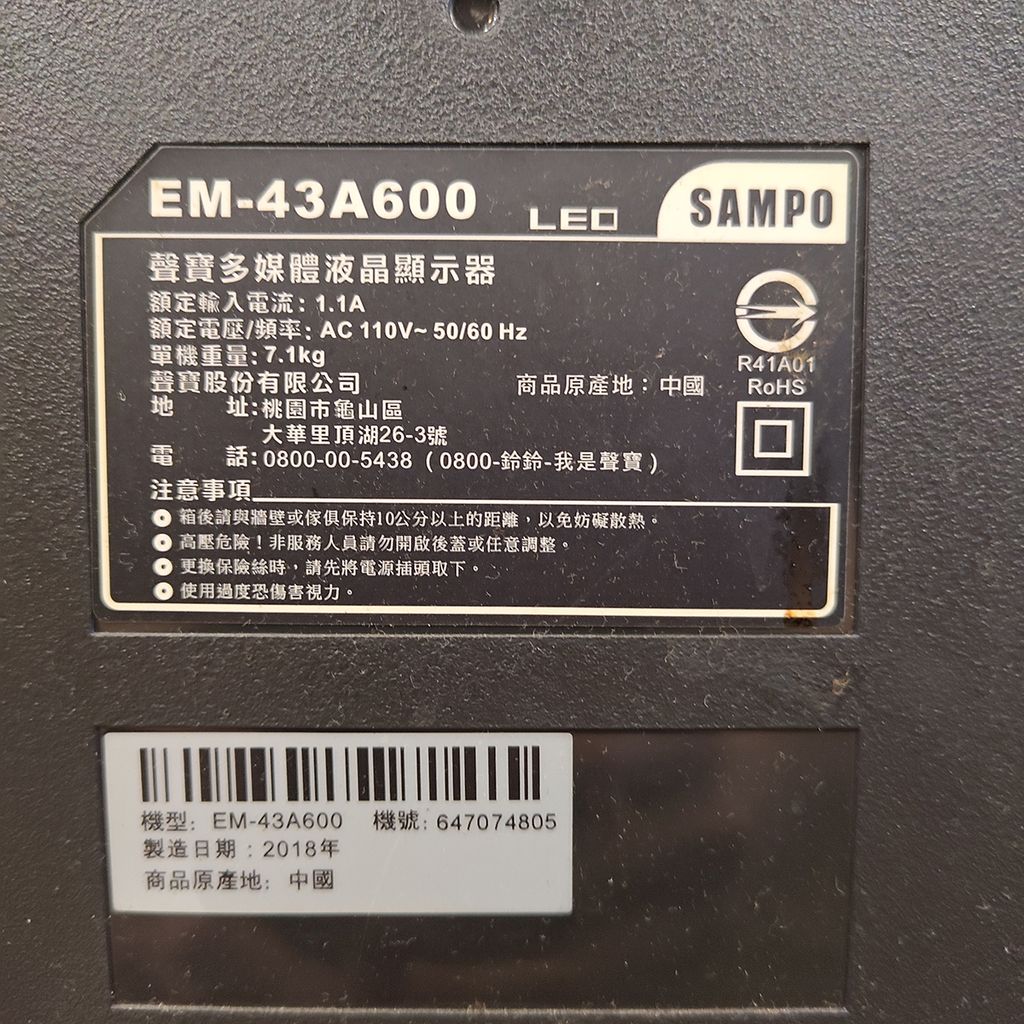 EM-43A600 LED SAMPO
聲寶多媒體液晶顯示器
額定輸入電流: 1.1A
額定電壓/頻率: AC 110V~ 50/60 Hz
單機重量: 7.1kg
聲寶股份有限公司 商品原產地：中國
R41A01
RoHS
地 址: 桃園市龜山區
大華里頂湖26-3號
電 話: 0800-00-5438（0800-鈴鈴-我是聲寶）
注意事項
箱後請與牆壁或傢俱保持10公分以上的距離，以免妨礙散熱。
高壓危險！非服務人員請勿開啟後蓋或任意調整。
更換保險絲時，請先將電源插頭取下。
使用過度恐傷害視力。
機型: EM-43A600 機號: 647074805
製造日期：2018年
商品原產地: 中國